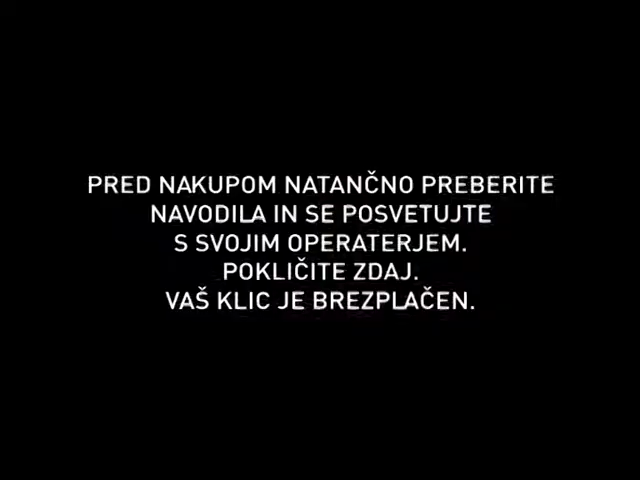 PRED NAKUPOM NATANČNO PREBERITE
NAVODILA IN SE POSVETUJTE
S SVOJIM OPERATERJEM.
POKLIČITE ZDAJ.
VAŠ KLIC JE BREZPLAČEN.